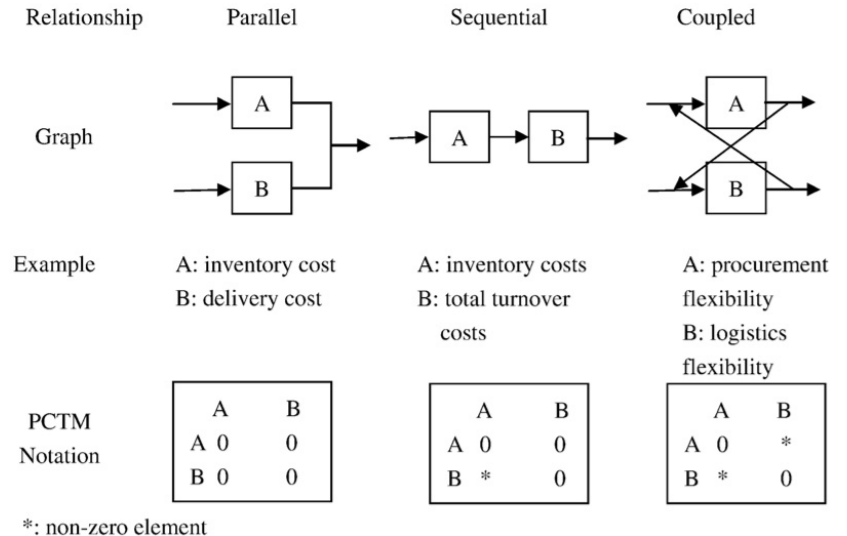 Relationship Parallel Sequential Coupled
Graph
A
B
A B
A
B
Example
A: inventory cost
B: delivery cost
A: inventory costs
B: total turnover
costs
A: procurement
flexibility
B: logistics
flexibility
PCTM
Notation
A B
A 0 0
B 0 0
A B
A 0 0
B * 0
A B
A 0 *
B * 0
*: non-zero element